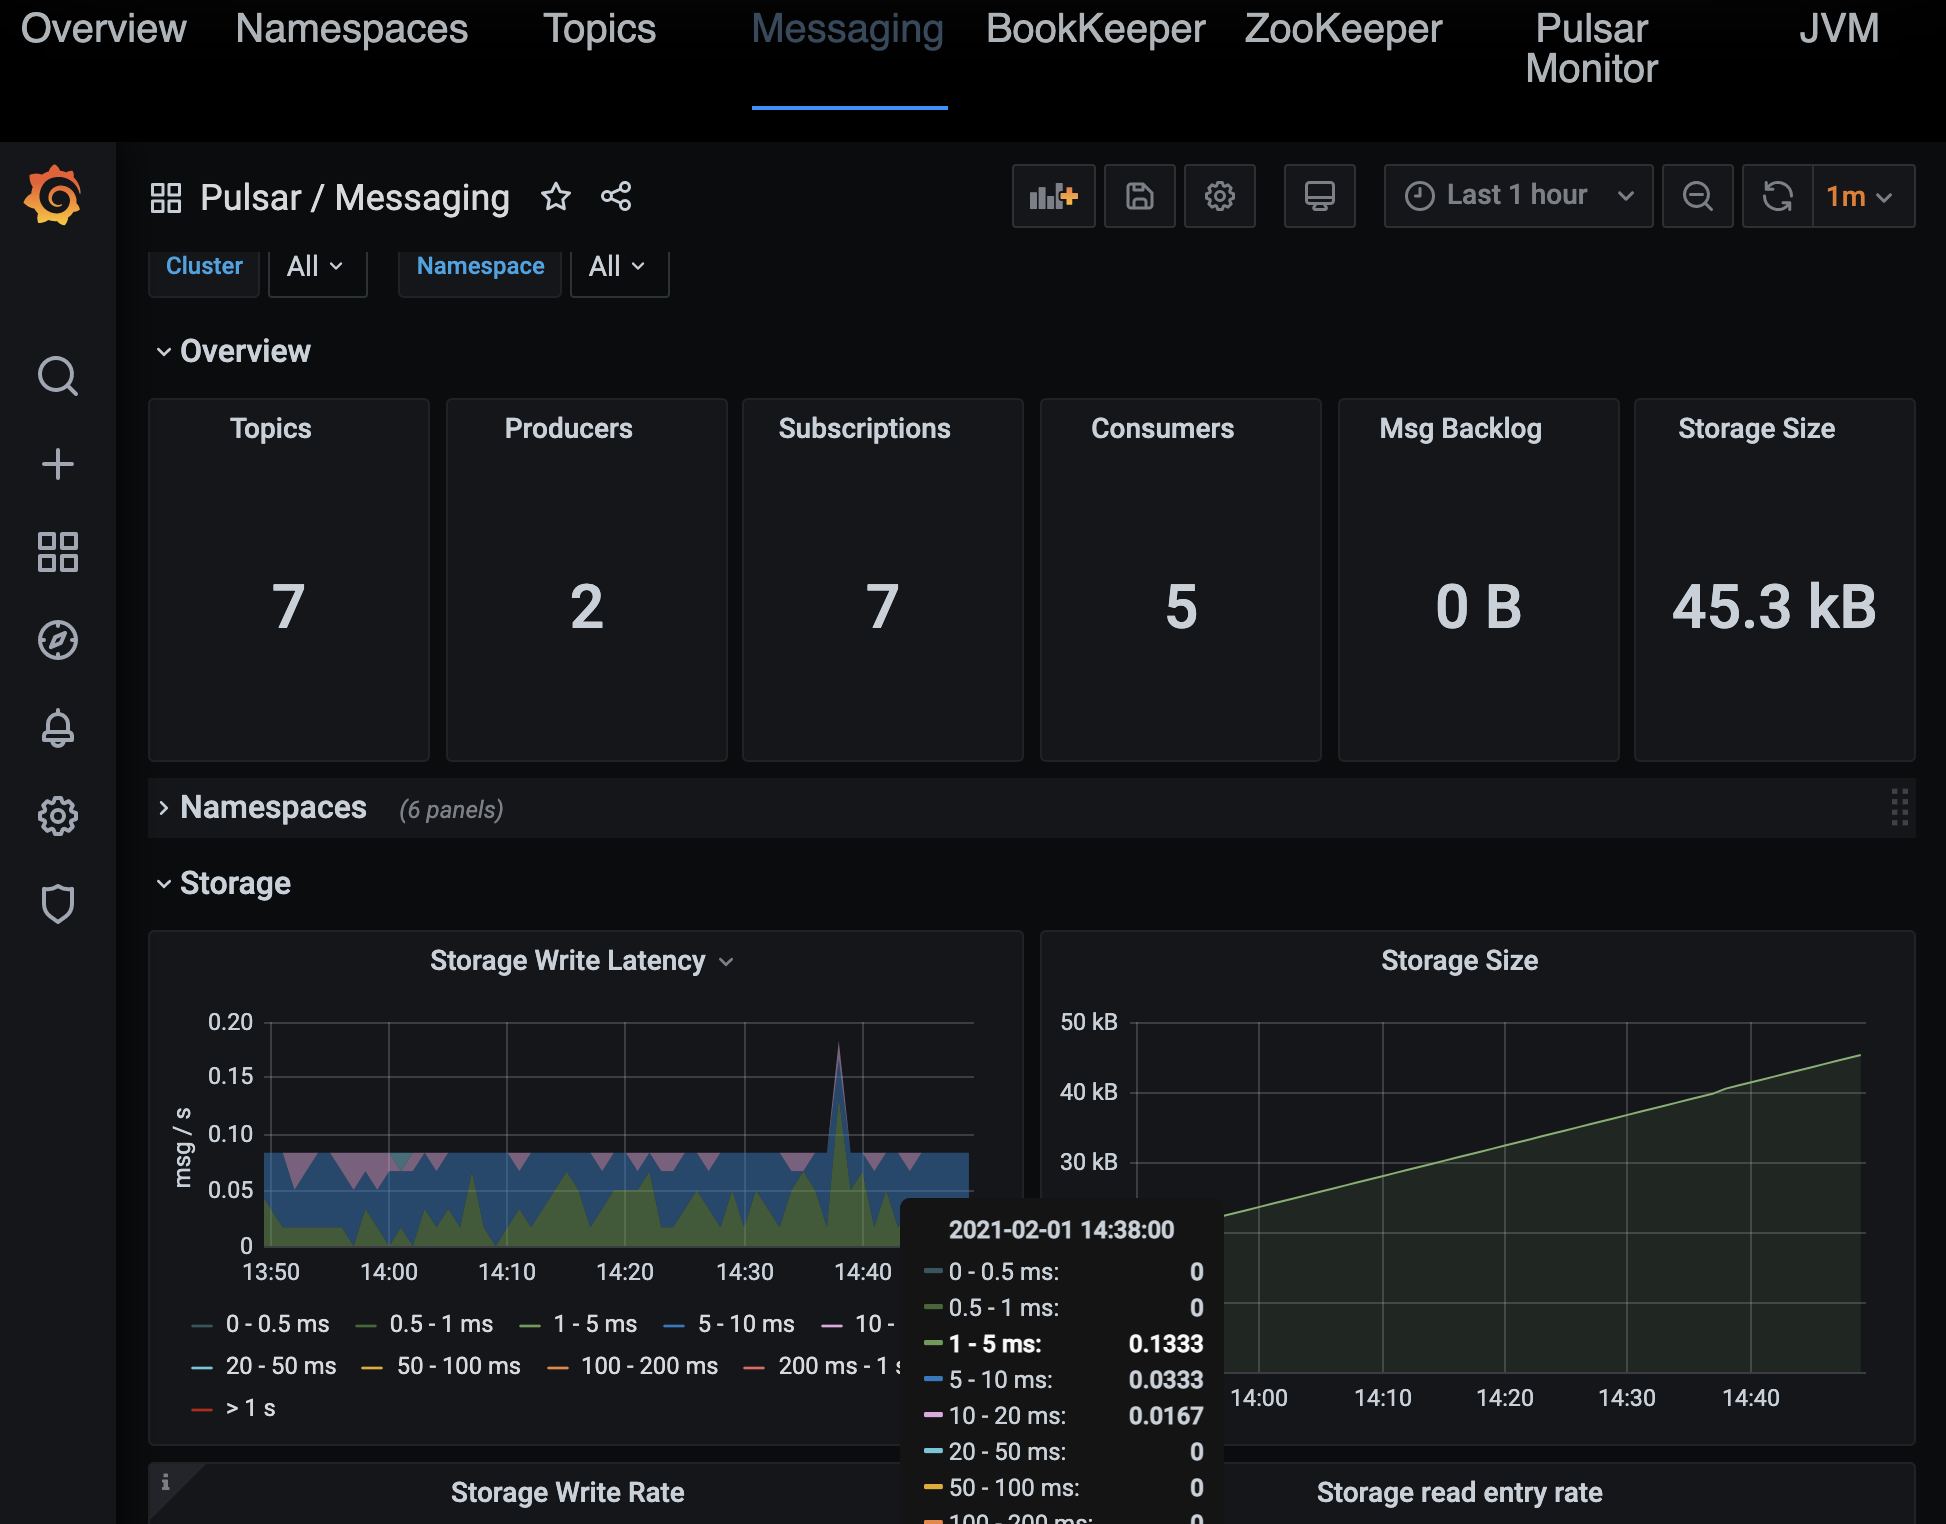 Overview Namespaces Topics Messaging BookKeeper ZooKeeper Pulsar Monitor JVM
Pulsar / Messaging
Last 1 hour
1m
Cluster All Namespace All
Overview
Topics Producers Subscriptions Consumers Msg Backlog Storage Size
7 2 7 5 0 B 45.3 kB
Namespaces (6 panels)
Storage
Storage Write Latency
msg / s
0.20
0.15
0.10
0.05
0
13:50 14:00 14:10 14:20 14:30 14:40
0 - 0.5 ms 0.5 - 1 ms 1 - 5 ms 5 - 10 ms 10 -
20 - 50 ms 50 - 100 ms 100 - 200 ms 200 ms - 1 s
> 1 s
Storage Size
50 kB
40 kB
30 kB
14:00 14:10 14:20 14:30 14:40
2021-02-01 14:38:00
0 - 0.5 ms: 0
0.5 - 1 ms: 0
1 - 5 ms: 0.1333
5 - 10 ms: 0.0333
10 - 20 ms: 0.0167
20 - 50 ms: 0
50 - 100 ms: 0
100 - 200 ms: 0
i
Storage Write Rate
Storage read entry rate